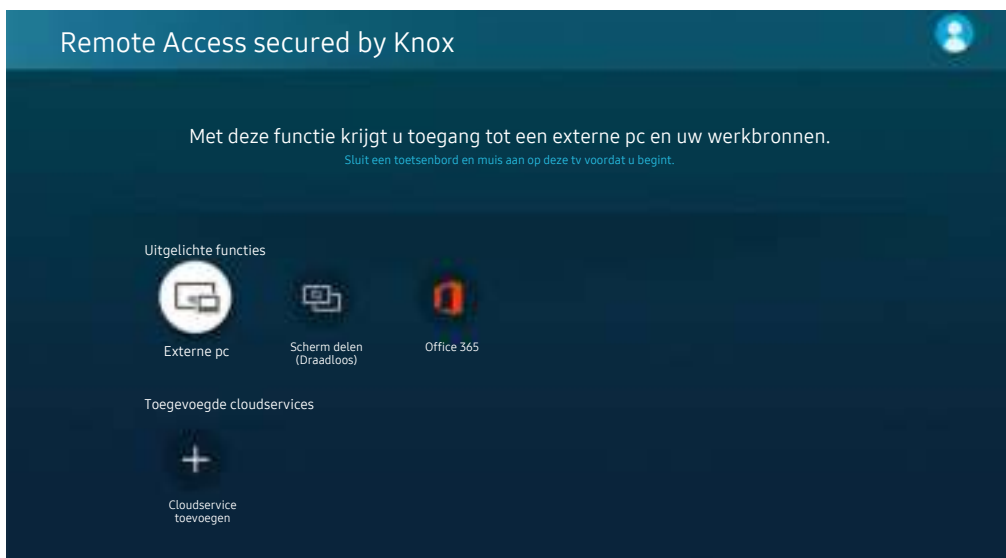 Remote Access secured by Knox
Met deze functie krijgt u toegang tot een externe pc en uw werkbronnen.
Sluit een toetsenbord en muis aan op deze tv voordat u begint.
Uitgelichte functies
Externe pc
Scherm delen
(Draadloos)
Office 365
Toegevoegde cloudservices
Cloudservice
toevoegen